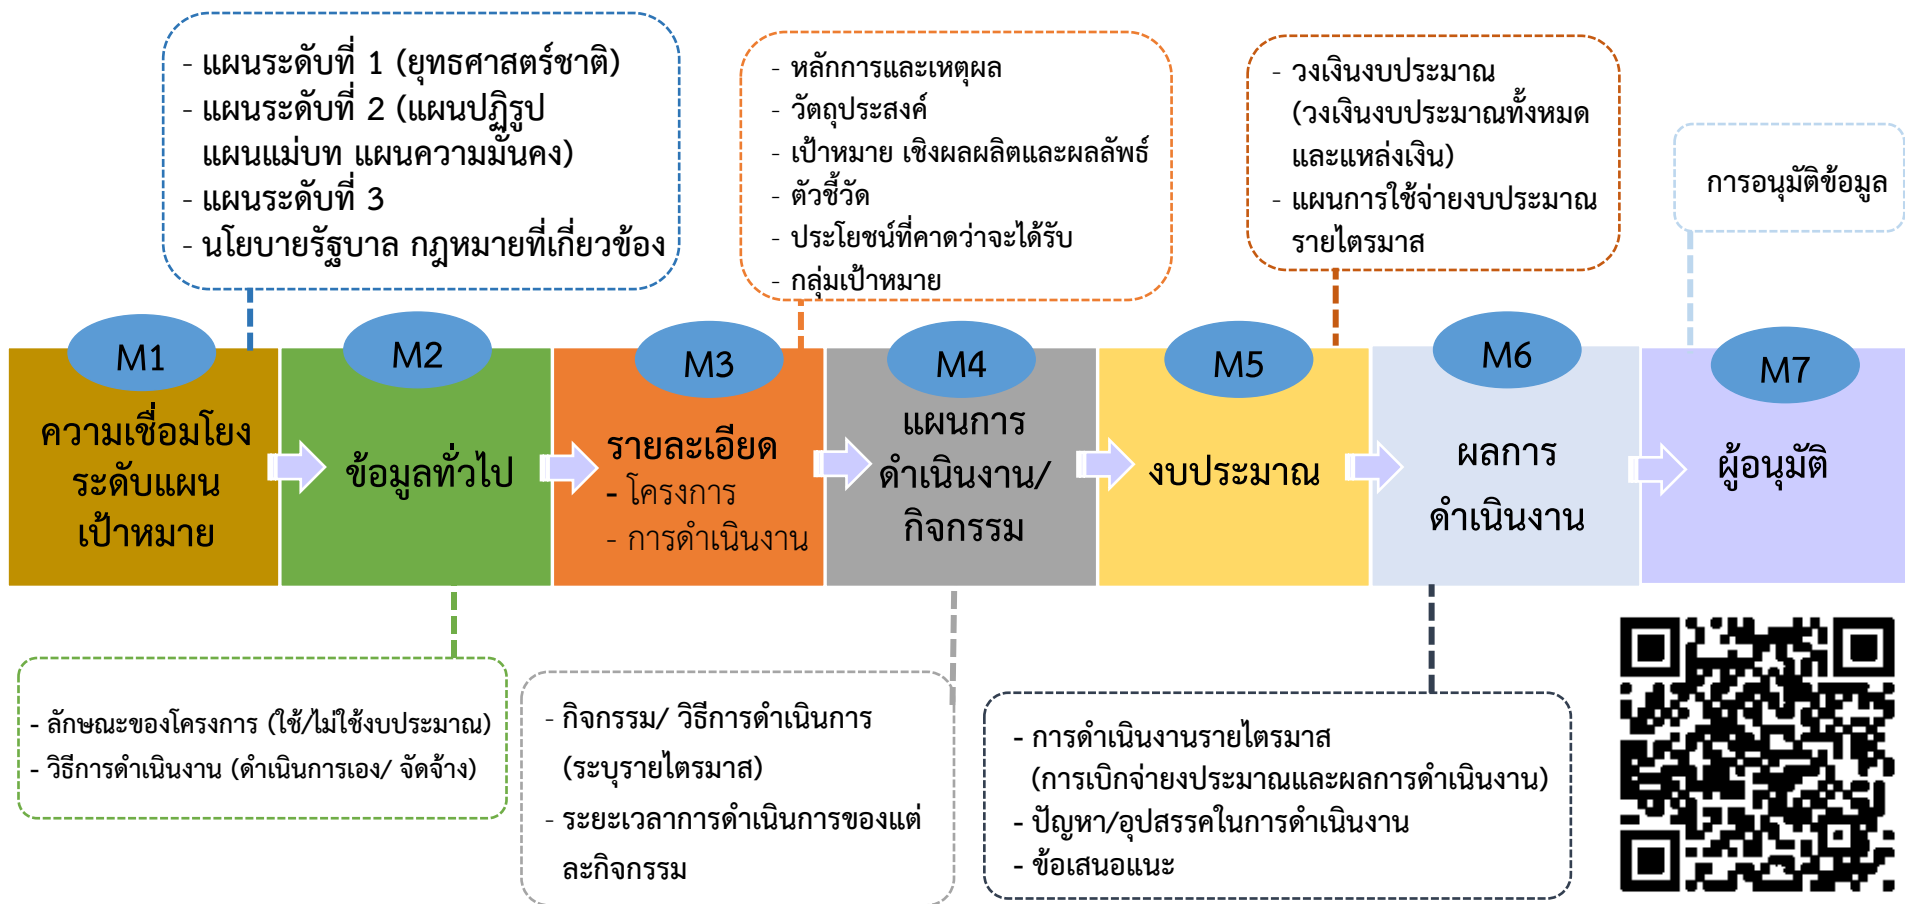 - แผนระดับที่ 1 (ยุทธศาสตร์ชาติ)
- แผนระดับที่ 2 (แผนปฏิรูป
แผนแม่บท แผนความมั่นคง)
- แผนระดับที่ 3
- นโยบายรัฐบาล กฎหมายที่เกี่ยวข้อง
- หลักการและเหตุผล
- วัตถุประสงค์
- เป้าหมาย เชิงผลผลิตและผลลัพธ์
- ตัวชี้วัด
- ประโยชน์ที่คาดว่าจะได้รับ
- กลุ่มเป้าหมาย
- วงเงินงบประมาณ
(วงเงินงบประมาณทั้งหมด
และแหล่งเงิน)
- แผนการใช้จ่ายงบประมาณ
รายไตรมาส
การอนุมัติข้อมูล
M1
ความเชื่อมโยง
ระดับแผน
เป้าหมาย
M2
ข้อมูลทั่วไป
M3
รายละเอียด
- โครงการ
- การดำเนินงาน
M4
แผนการ
ดำเนินงาน/
กิจกรรม
M5
งบประมาณ
M6
ผลการ
ดำเนินงาน
M7
ผู้อนุมัติ
- ลักษณะของโครงการ (ใช้/ไม่ใช้งบประมาณ)
- วิธีการดำเนินงาน (ดำเนินการเอง/ จัดจ้าง)
- กิจกรรม/ วิธีการดำเนินการ
(ระบุรายไตรมาส)
- ระยะเวลาการดำเนินการของแต่
ละกิจกรรม
- การดำเนินงานรายไตรมาส
(การเบิกจ่ายงประมาณและผลการดำเนินงาน)
- ปัญหา/อุปสรรคในการดำเนินงาน
- ข้อเสนอแนะ